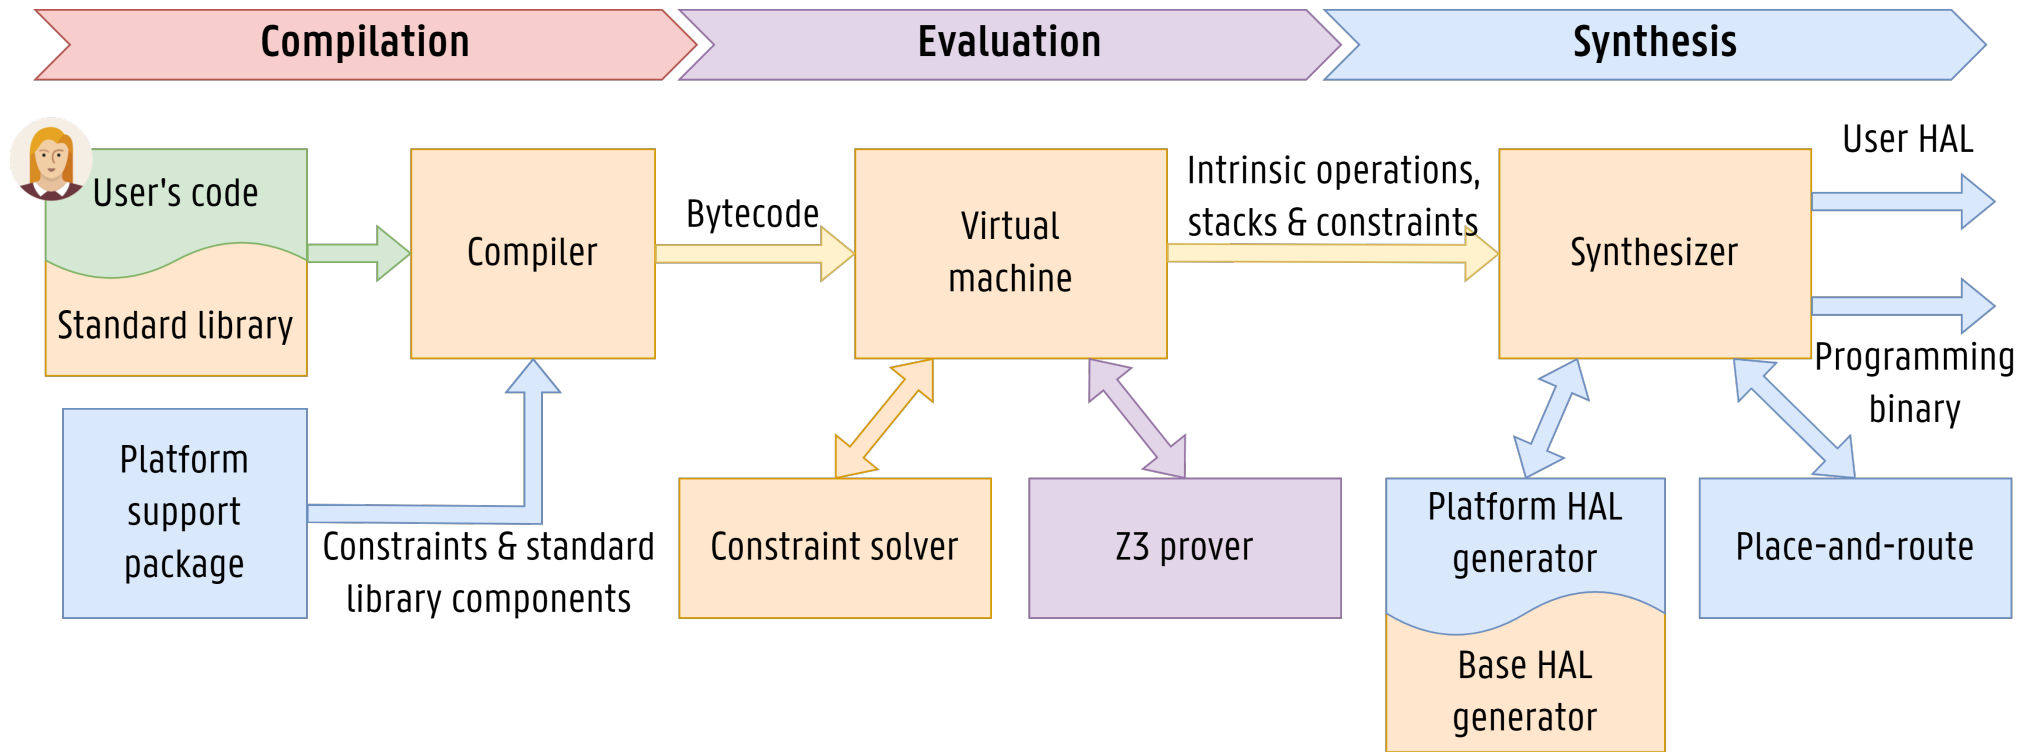 Compilation
Evaluation
Synthesis
User's code
Standard library
Compiler
Bytecode
Virtual
machine
Intrinsic operations,
stacks & constraints
Synthesizer
User HAL
Programming
binary
Platform
support
package
Constraints & standard
library components
Constraint solver
Z3 prover
Platform HAL
generator
Base HAL
generator
Place-and-route